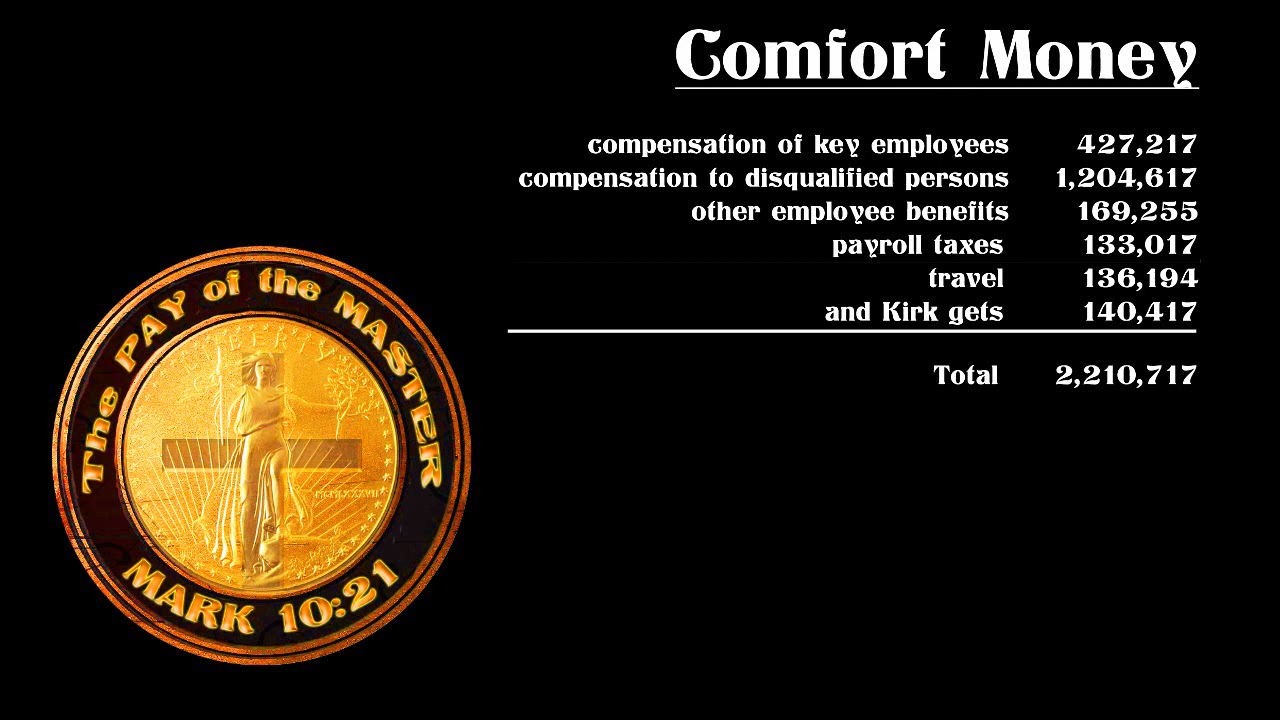 Comfort Money
compensation of key employees 427,217
compensation to disqualified persons 1,204,617
other employee benefits 169,255
payroll taxes 133,017
travel 136,194
and Kirk gets 140,417
Total 2,210,717
The PAY of the MASTER
LIBERTY
MARK 10:21